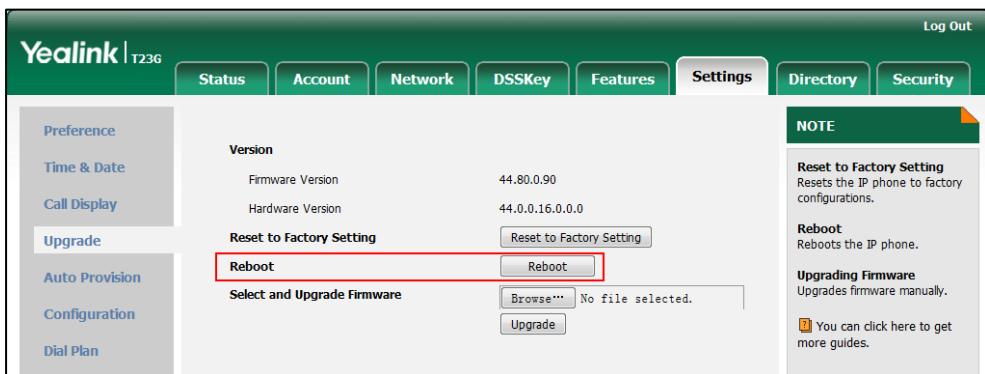 Log Out
Yealink | T23G
Status Account Network DSSKey Features Settings Directory Security
Preference
Time & Date
Call Display
Upgrade
Auto Provision
Configuration
Dial Plan
Version
Firmware Version 44.80.0.90
Hardware Version 44.0.0.16.0.0.0
Reset to Factory Setting Reset to Factory Setting
Reboot Reboot
Select and Upgrade Firmware Browse··· No file selected.
Upgrade
NOTE
Reset to Factory Setting
Resets the IP phone to factory
configurations.
Reboot
Reboots the IP phone.
Upgrading Firmware
Upgrades firmware manually.
You can click here to get
more guides.